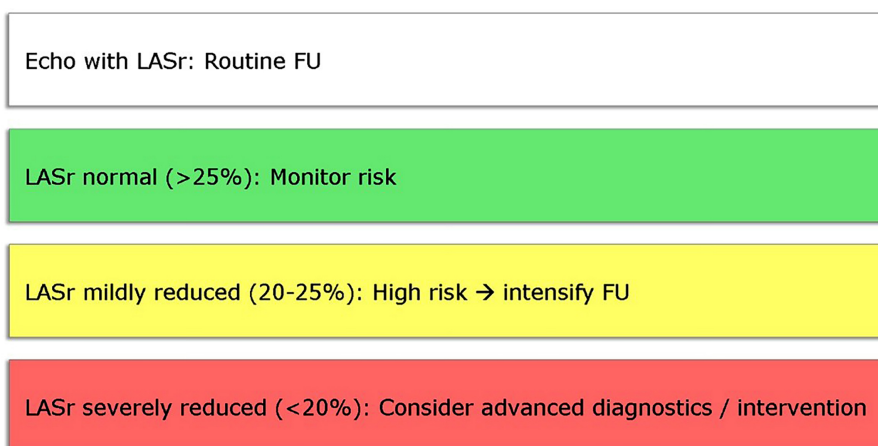 Echo with LASr: Routine FU
LASr normal (>25%): Monitor risk
LASr mildly reduced (20-25%): High risk → intensify FU
LASr severely reduced (<20%): Consider advanced diagnostics / intervention